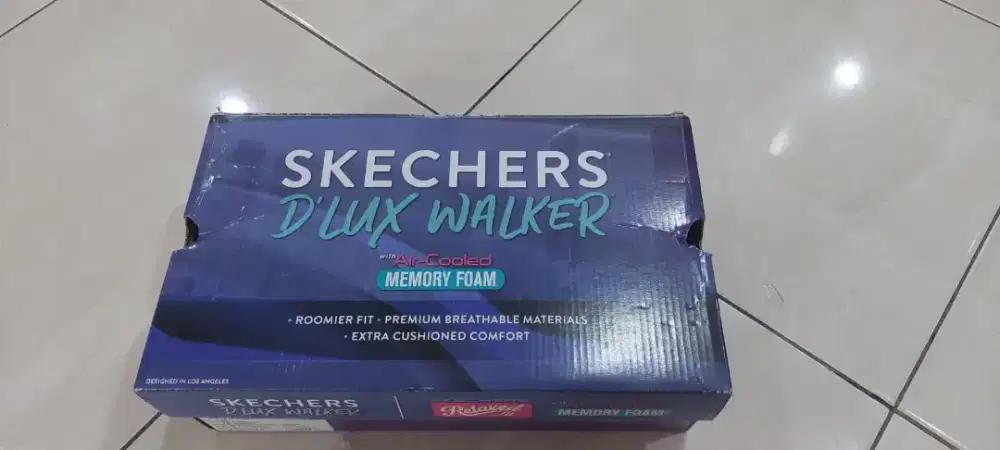 SKECHERS
D'LUX WALKER
with Air-Cooled
MEMORY FOAM
• ROOMIER FIT • PREMIUM BREATHABLE MATERIALS
• EXTRA CUSHIONED COMFORT
DESIGNED IN LOS ANGELES
SKECHERS
D'LUX WALKER
Relaxed
MEMORY FOAM